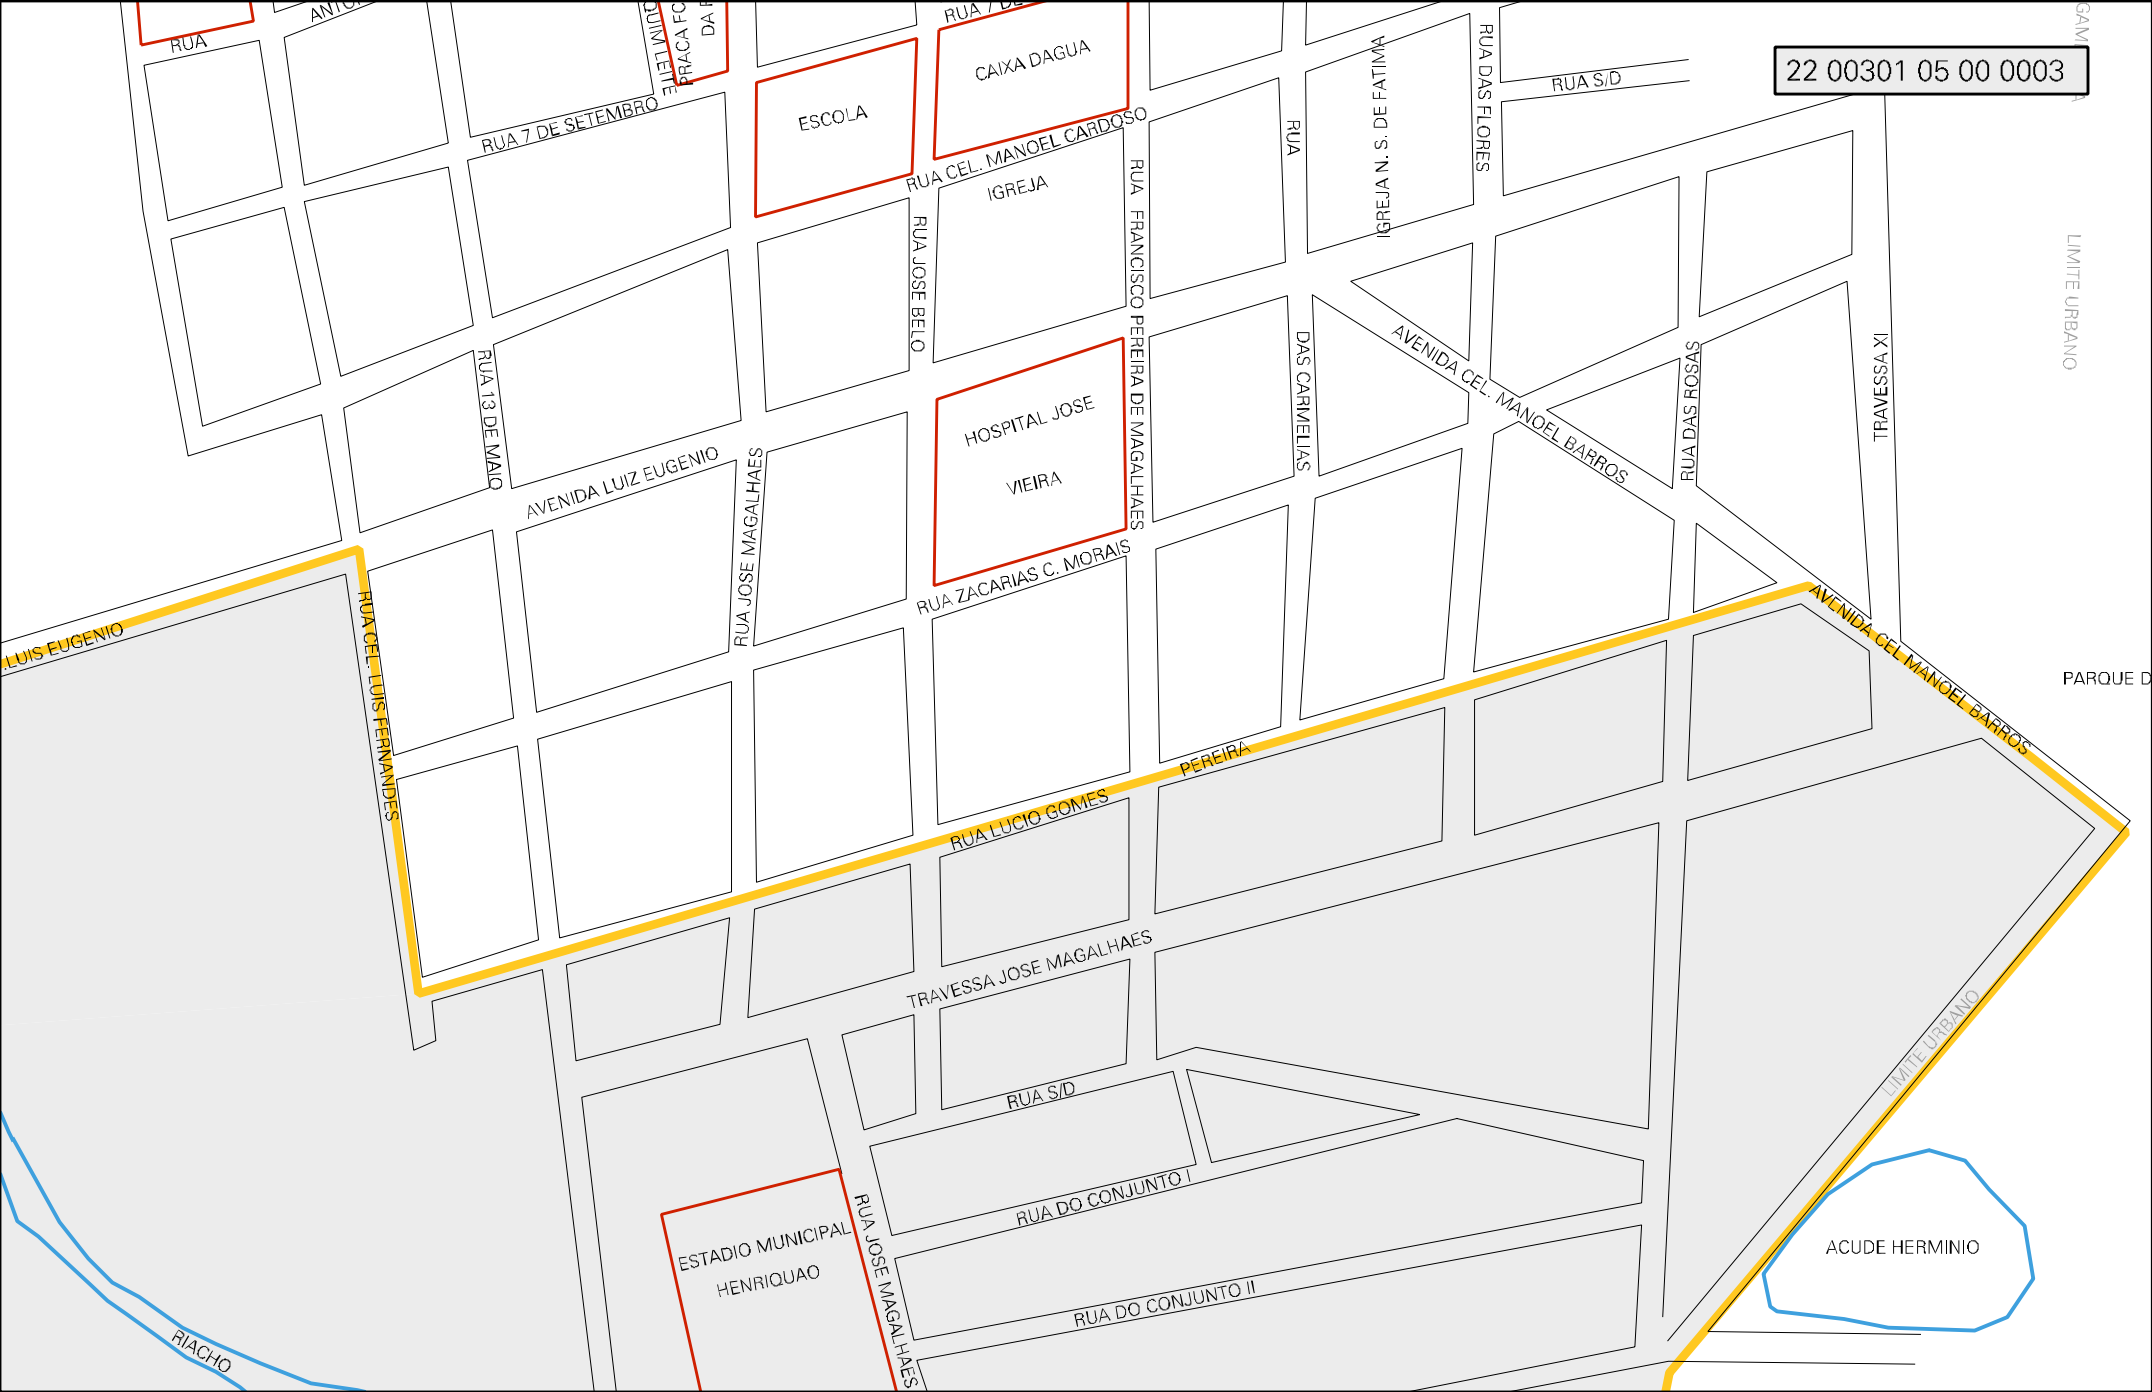 RUA 7 DE
RUA
CAIXA DAGUA
22 00301 05 00 0003
RUA S/D
ESCOLA
RUA 7 DE SETEMBRO
RUA CEL. MANOEL CARDOSO
IGREJA
RUA DAS FLORES
IGREJA N. S. DE FATIMA
RUA
DAS CARMELIAS
RUA FRANCISCO PEREIRA DE MAGALHAES
RUA JOSE BELO
LIMITE URBANO
AVENIDA CEL. MANOEL BARROS
RUA DAS ROSAS
TRAVESSA XI
RUA 13 DE MAIO
HOSPITAL JOSE
VIEIRA
AVENIDA LUIZ EUGENIO
RUA JOSE MAGALHAES
RUA ZACARIAS C. MORAIS
.LUIS EUGENIO
RUA CEL. LUIS FERNANDES
AVENIDA CEL MANOEL BARROS
PARQUE D
PEREIRA
RUA LUCIO GOMES
TRAVESSA JOSE MAGALHAES
LIMITE URBANO
RUA S/D
RUA DO CONJUNTO I
ESTADIO MUNICIPAL
HENRIQUAO
RUA JOSE MAGALHAES
RUA DO CONJUNTO II
ACUDE HERMINIO
RIACHO